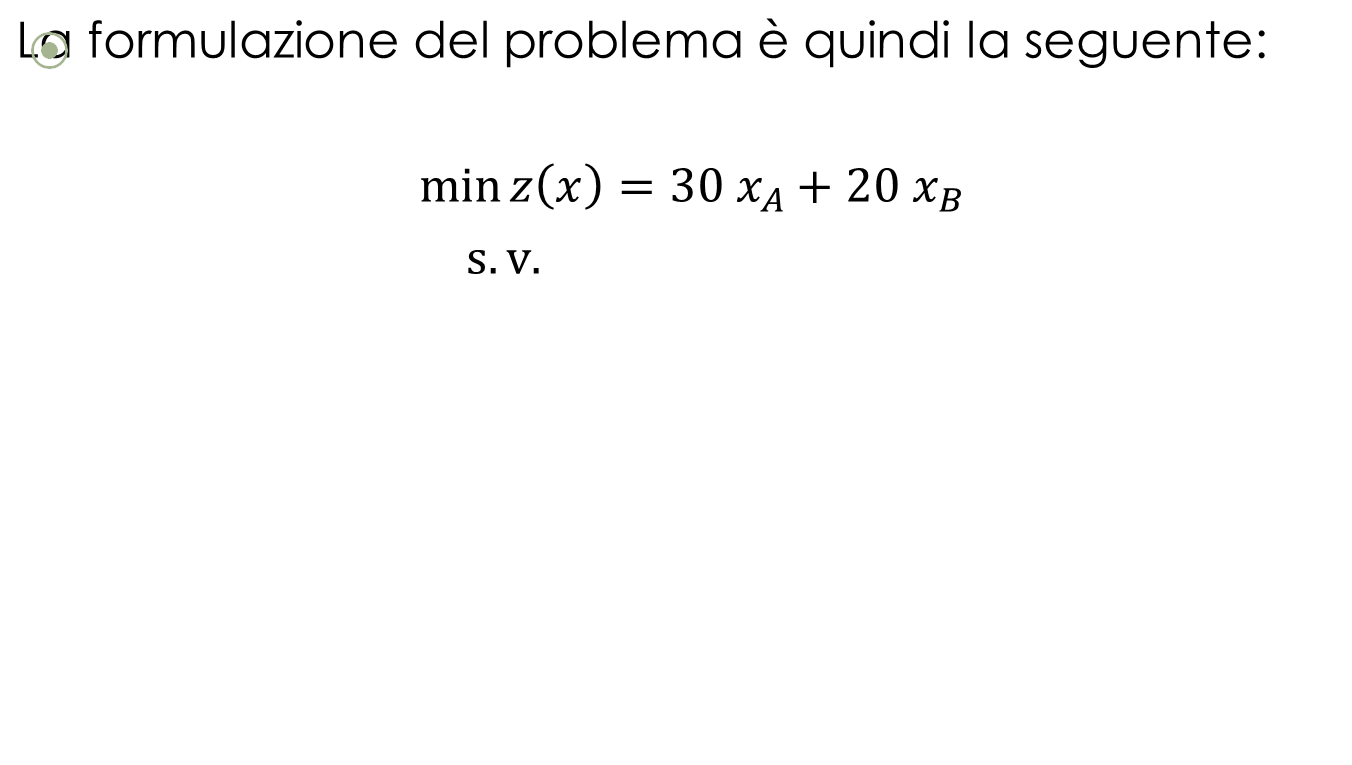 La formulazione del problema è quindi la seguente:
min z(x) = 30 x_A + 20 x_B
s. v.